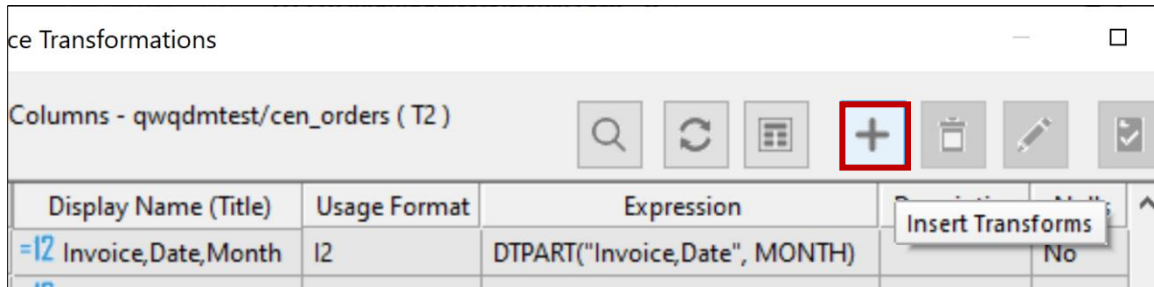 ce Transformations
Columns - qwqdmtest/cen_orders ( T2 )
Display Name (Title) Usage Format Expression
Insert Transforms
=I2 Invoice,Date,Month I2 DTPART("Invoice,Date", MONTH) No